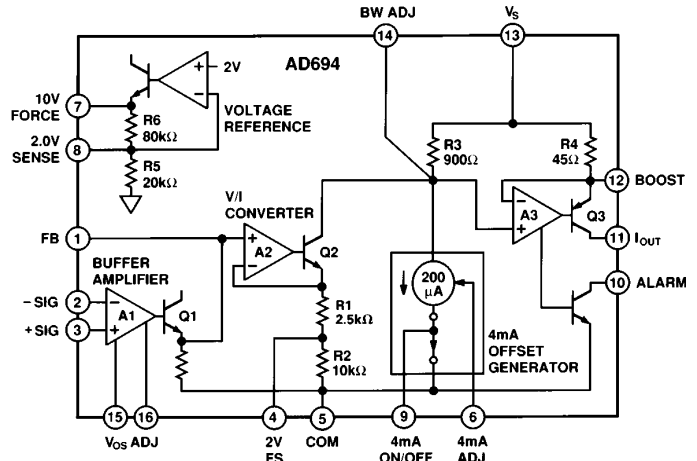 BW ADJ
V_S
14
13
AD694
2V
10V
FORCE
7
+
−
VOLTAGE
REFERENCE
R6
80kΩ
2.0V
SENSE
8
R5
20kΩ
R3
900Ω
R4
45Ω
12
BOOST
−
+
A3
Q3
11
I_OUT
V/I
CONVERTER
FB
1
+
−
A2
Q2
BUFFER
AMPLIFIER
200
μA
10
ALARM
−SIG
2
−
+SIG
3
+
A1
Q1
R1
2.5kΩ
4mA
OFFSET
GENERATOR
R2
10kΩ
15
16
4
5
9
6
V_OS ADJ
2V
FS
COM
4mA
ON/OFF
4mA
ADJ